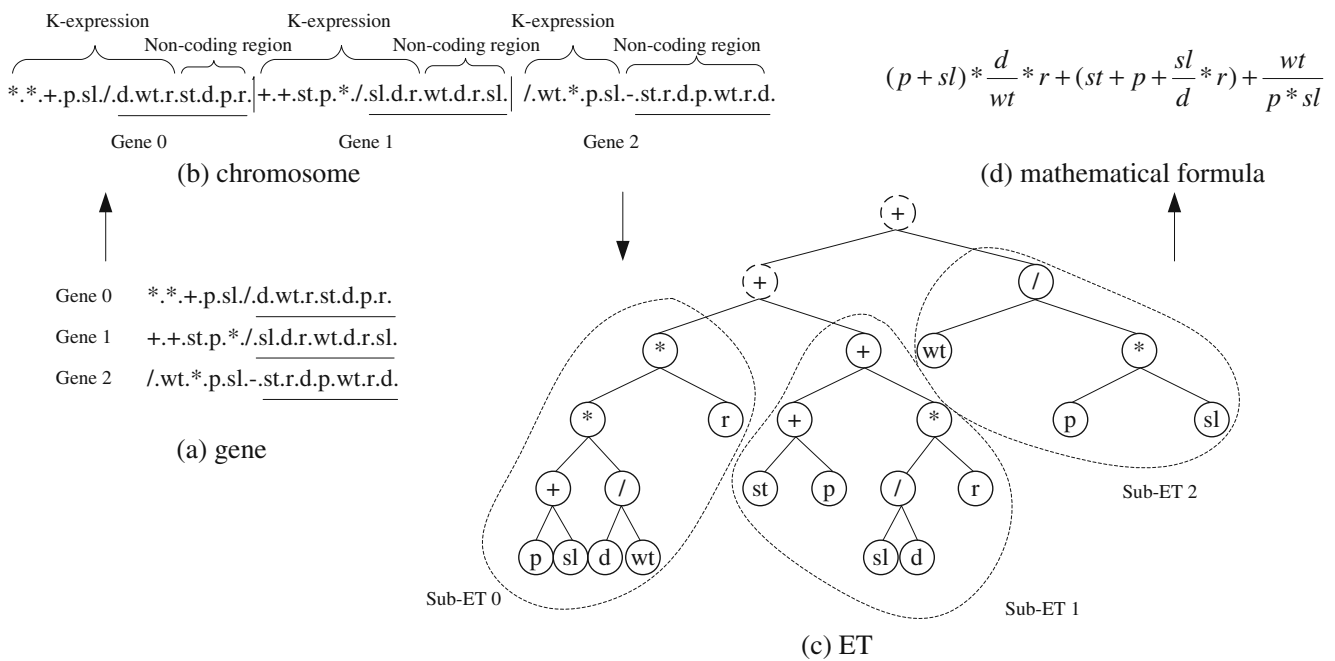 K-expression K-expression K-expression
Non-coding region Non-coding region Non-coding region
*.*.+.p.sl./.d.wt.r.st.d.p.r. +.+.st.p.*./.sl.d.r.wt.d.r.sl. /.wt.*.p.sl.-.st.r.d.p.wt.r.d.
Gene 0 Gene 1 Gene 2
(b) chromosome
(p + sl) * d/wt * r + (st + p + sl/d * r) + wt/(p * sl)
(d) mathematical formula
Gene 0 *.*.+.p.sl./.d.wt.r.st.d.p.r.
Gene 1 +.+.st.p.*./.sl.d.r.wt.d.r.sl.
Gene 2 /.wt.*.p.sl.-.st.r.d.p.wt.r.d.
(a) gene
+
+ /
* + wt *
* r + * p sl
+ / st p / r
p sl d wt sl d
Sub-ET 0
Sub-ET 1
Sub-ET 2
(c) ET